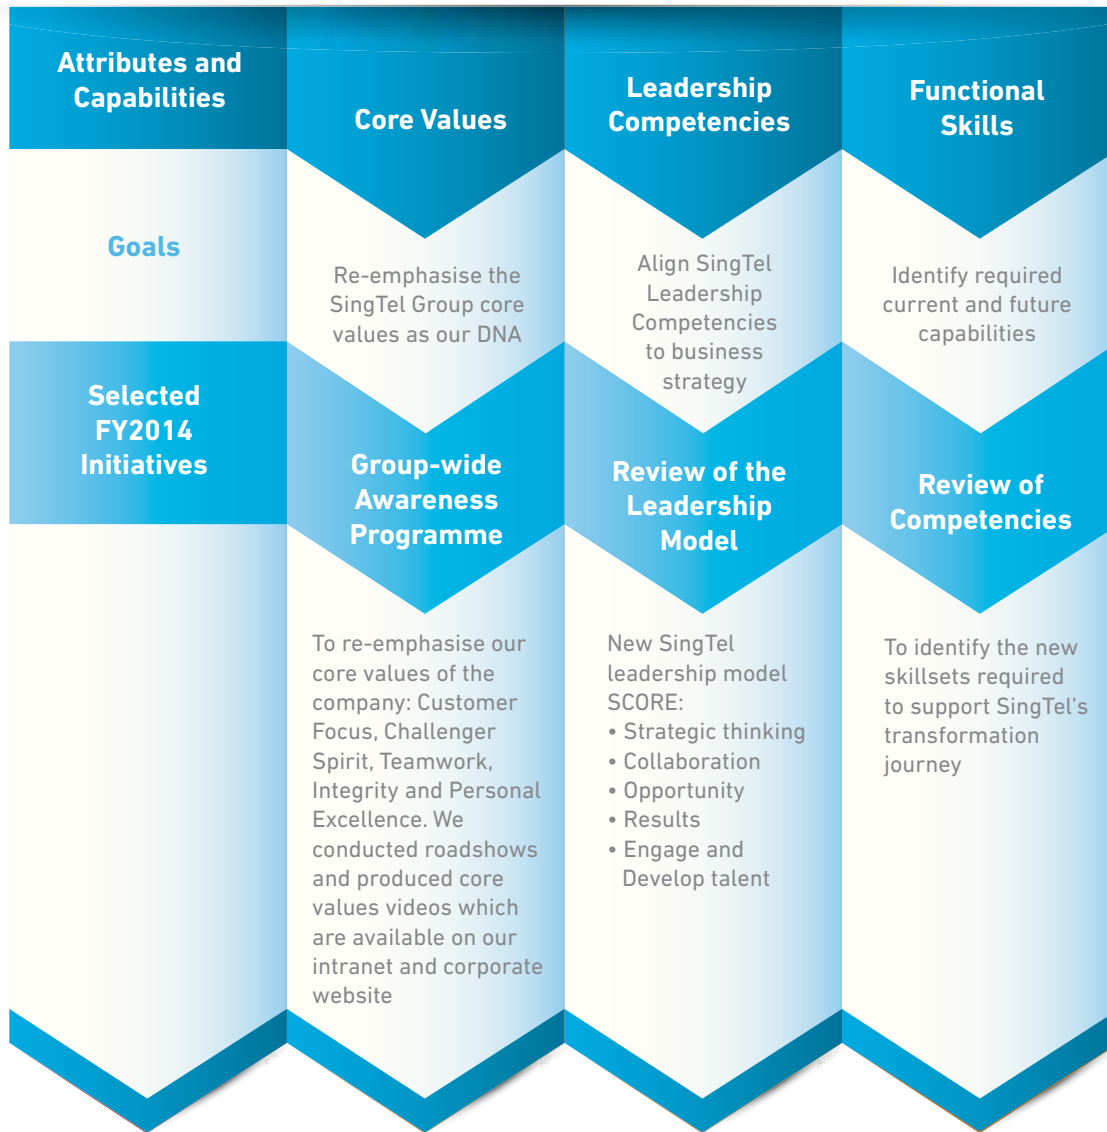 Attributes and
Capabilities
Core Values
Leadership
Competencies
Functional
Skills
Goals
Re-emphasise the
SingTel Group core
values as our DNA
Align SingTel
Leadership
Competencies
to business
strategy
Identify required
current and future
capabilities
Selected
FY2014
Initiatives
Group-wide
Awareness
Programme
Review of the
Leadership
Model
Review of
Competencies
To re-emphasise our
core values of the
company: Customer
Focus, Challenger
Spirit, Teamwork,
Integrity and Personal
Excellence. We
conducted roadshows
and produced core
values videos which
are available on our
intranet and corporate
website
New SingTel
leadership model
SCORE:
• Strategic thinking
• Collaboration
• Opportunity
• Results
• Engage and
Develop talent
To identify the new
skillsets required
to support SingTel's
transformation
journey